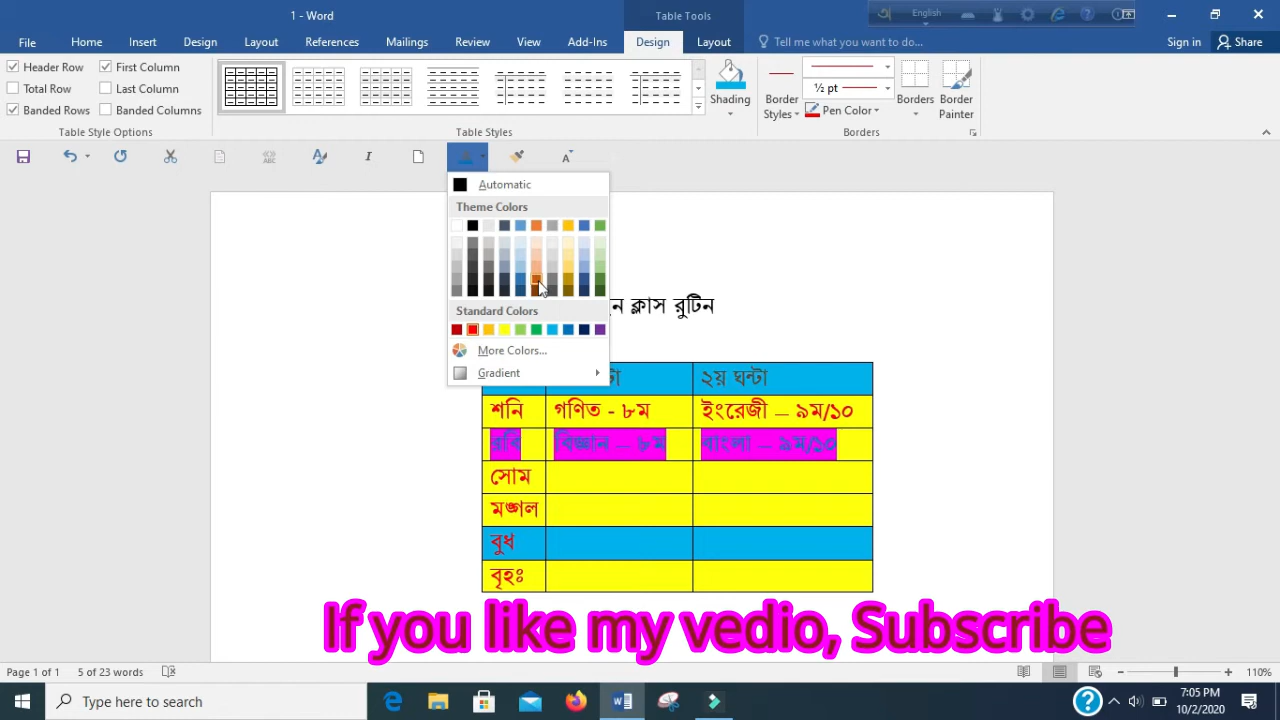 1 - Word
Table Tools
English
File Home Insert Design Layout References Mailings Review View Add-Ins Design Layout Tell me what you want to do... Sign in Share
Header Row First Column
Total Row Last Column
Banded Rows Banded Columns
Table Style Options
Table Styles
Shading
Border Styles
½ pt
Pen Color
Borders
Border Painter
Borders
Automatic
Theme Colors
Standard Colors
More Colors...
Gradient
ক্লাস রুটিন
২য় ঘন্টা
শনি গণিত - ৮ম ইংরেজী – ৯ম/১০
রবি বিজ্ঞান – ৮ম বাংলা – ৯ম/১০
সোম
মঙ্গল
বুধ
বৃহঃ
If you like my vedio, Subscribe
Page 1 of 1 5 of 23 words 110%
Type here to search
7:05 PM
10/2/2020